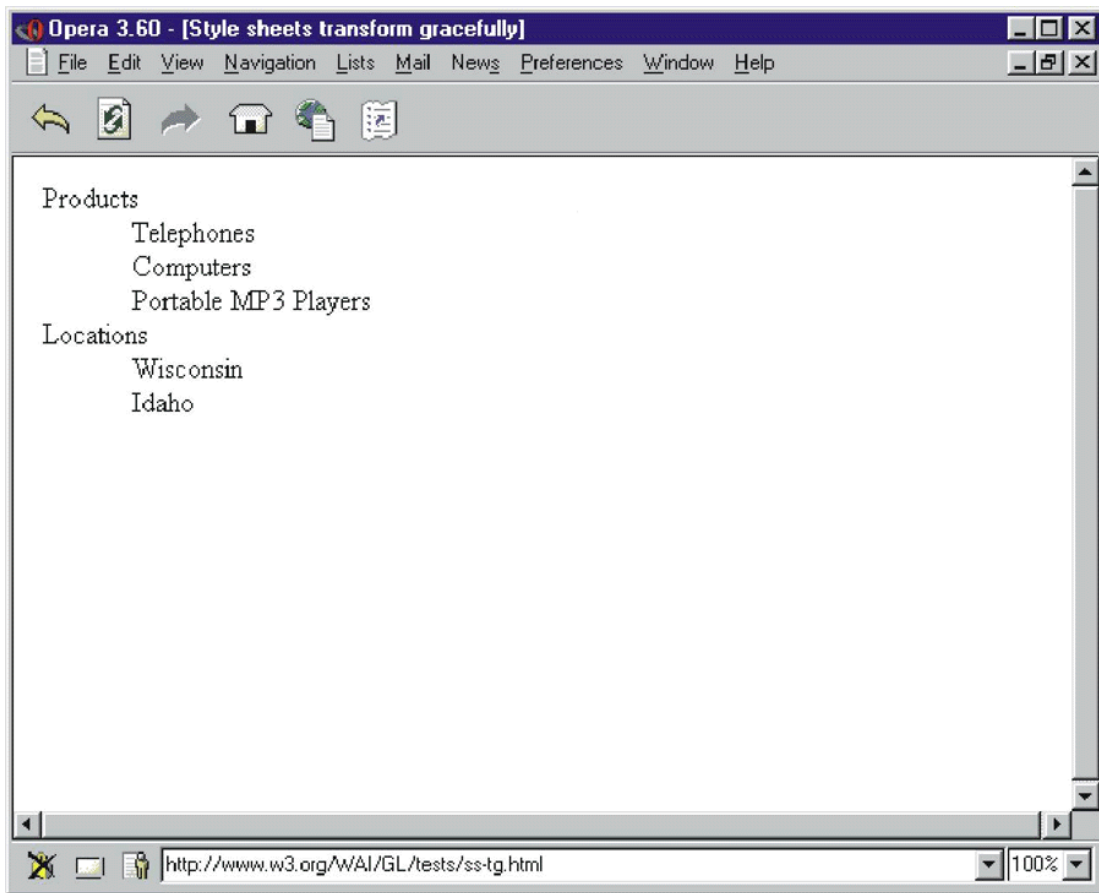 Opera 3.60 - [Style sheets transform gracefully]
File Edit View Navigation Lists Mail News Preferences Window Help
Products
Telephones
Computers
Portable MP3 Players
Locations
Wisconsin
Idaho
http://www.w3.org/WAI/GL/tests/ss-tg.html 100%